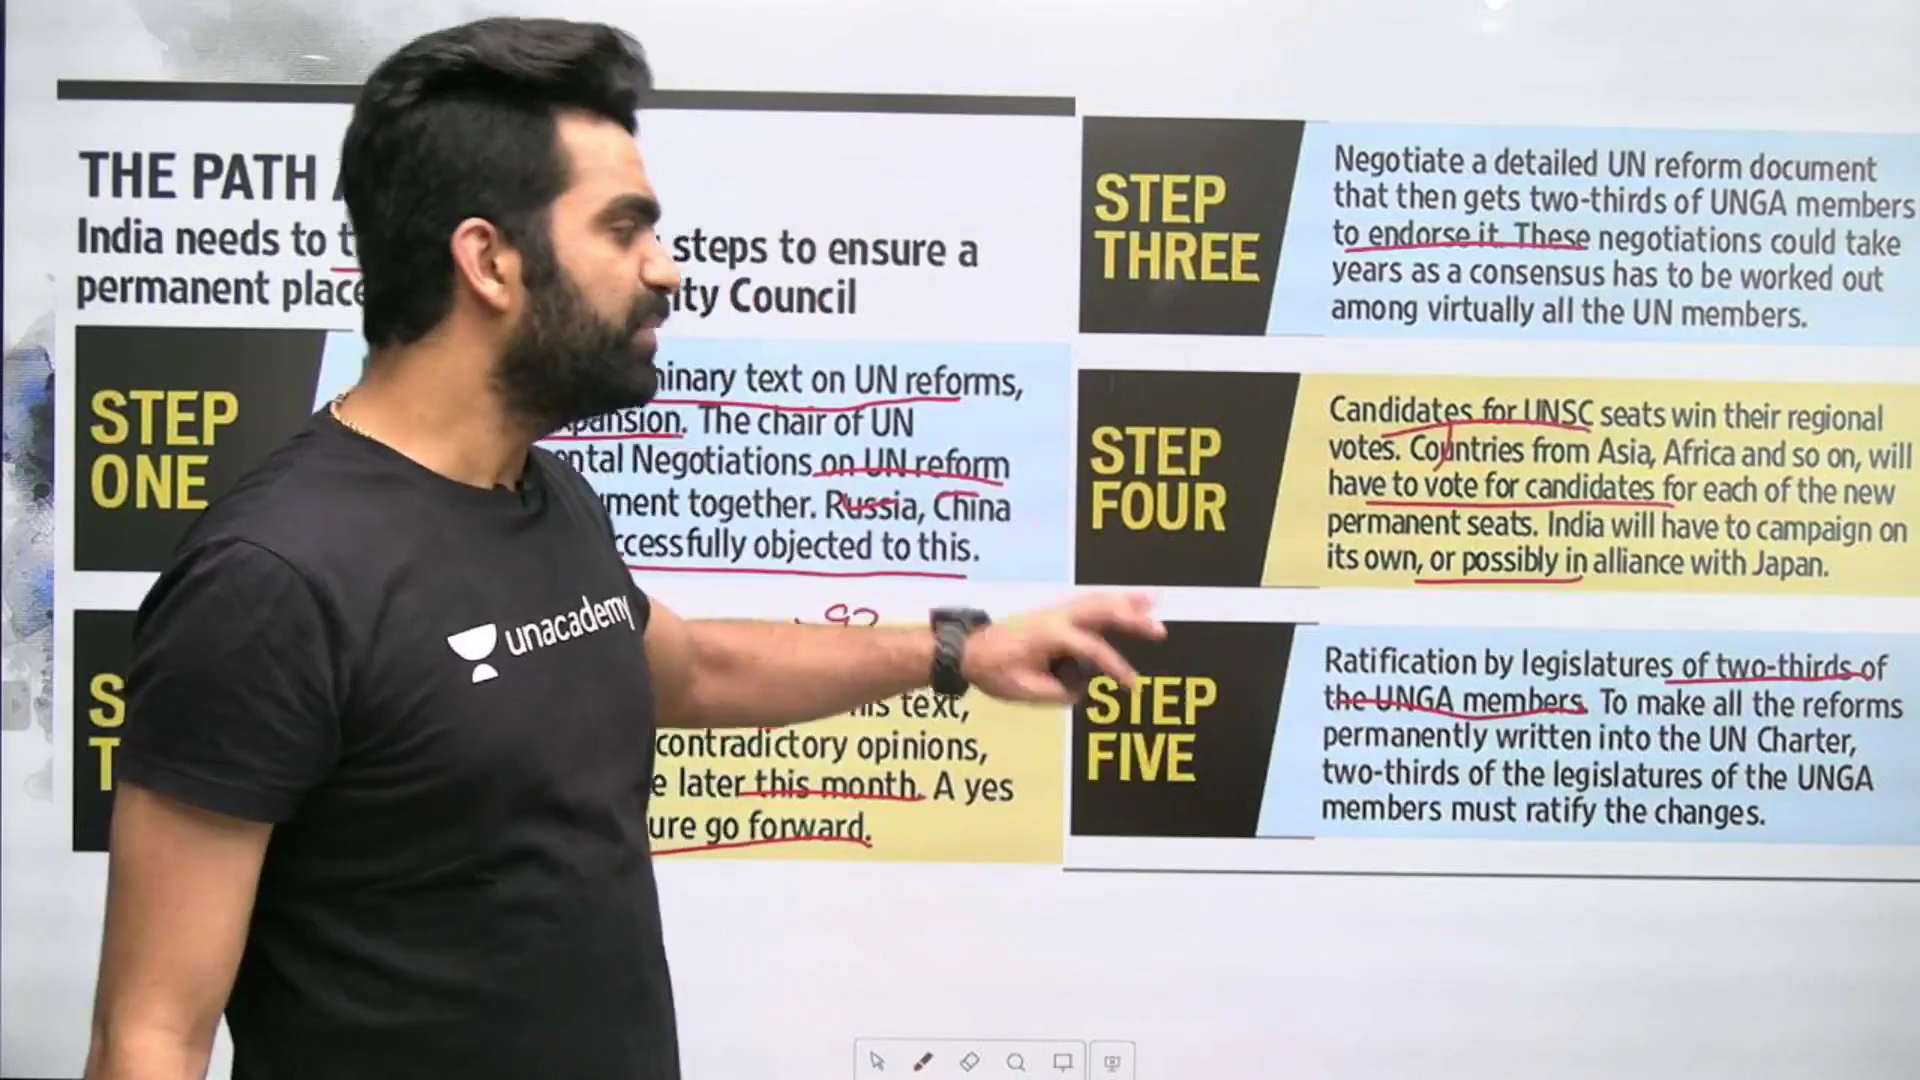 THE PATH
India needs to
steps to ensure a
permanent place
Council
STEP
ONE
text on UN reforms,
The chair of UN
Negotiations on UN reform
together. Russia, China
objected to this.
text,
contradictory opinions,
later this month. A yes
go forward.
STEP
THREE
Negotiate a detailed UN reform document
that then gets two-thirds of UNGA members
to endorse it. These negotiations could take
years as a consensus has to be worked out
among virtually all the UN members.
STEP
FOUR
Candidates for UNSC seats win their regional
votes. Countries from Asia, Africa and so on, will
have to vote for candidates for each of the new
permanent seats. India will have to campaign on
its own, or possibly in alliance with Japan.
STEP
FIVE
Ratification by legislatures of two-thirds of
the UNGA members. To make all the reforms
permanently written into the UN Charter,
two-thirds of the legislatures of the UNGA
members must ratify the changes.
unacademy